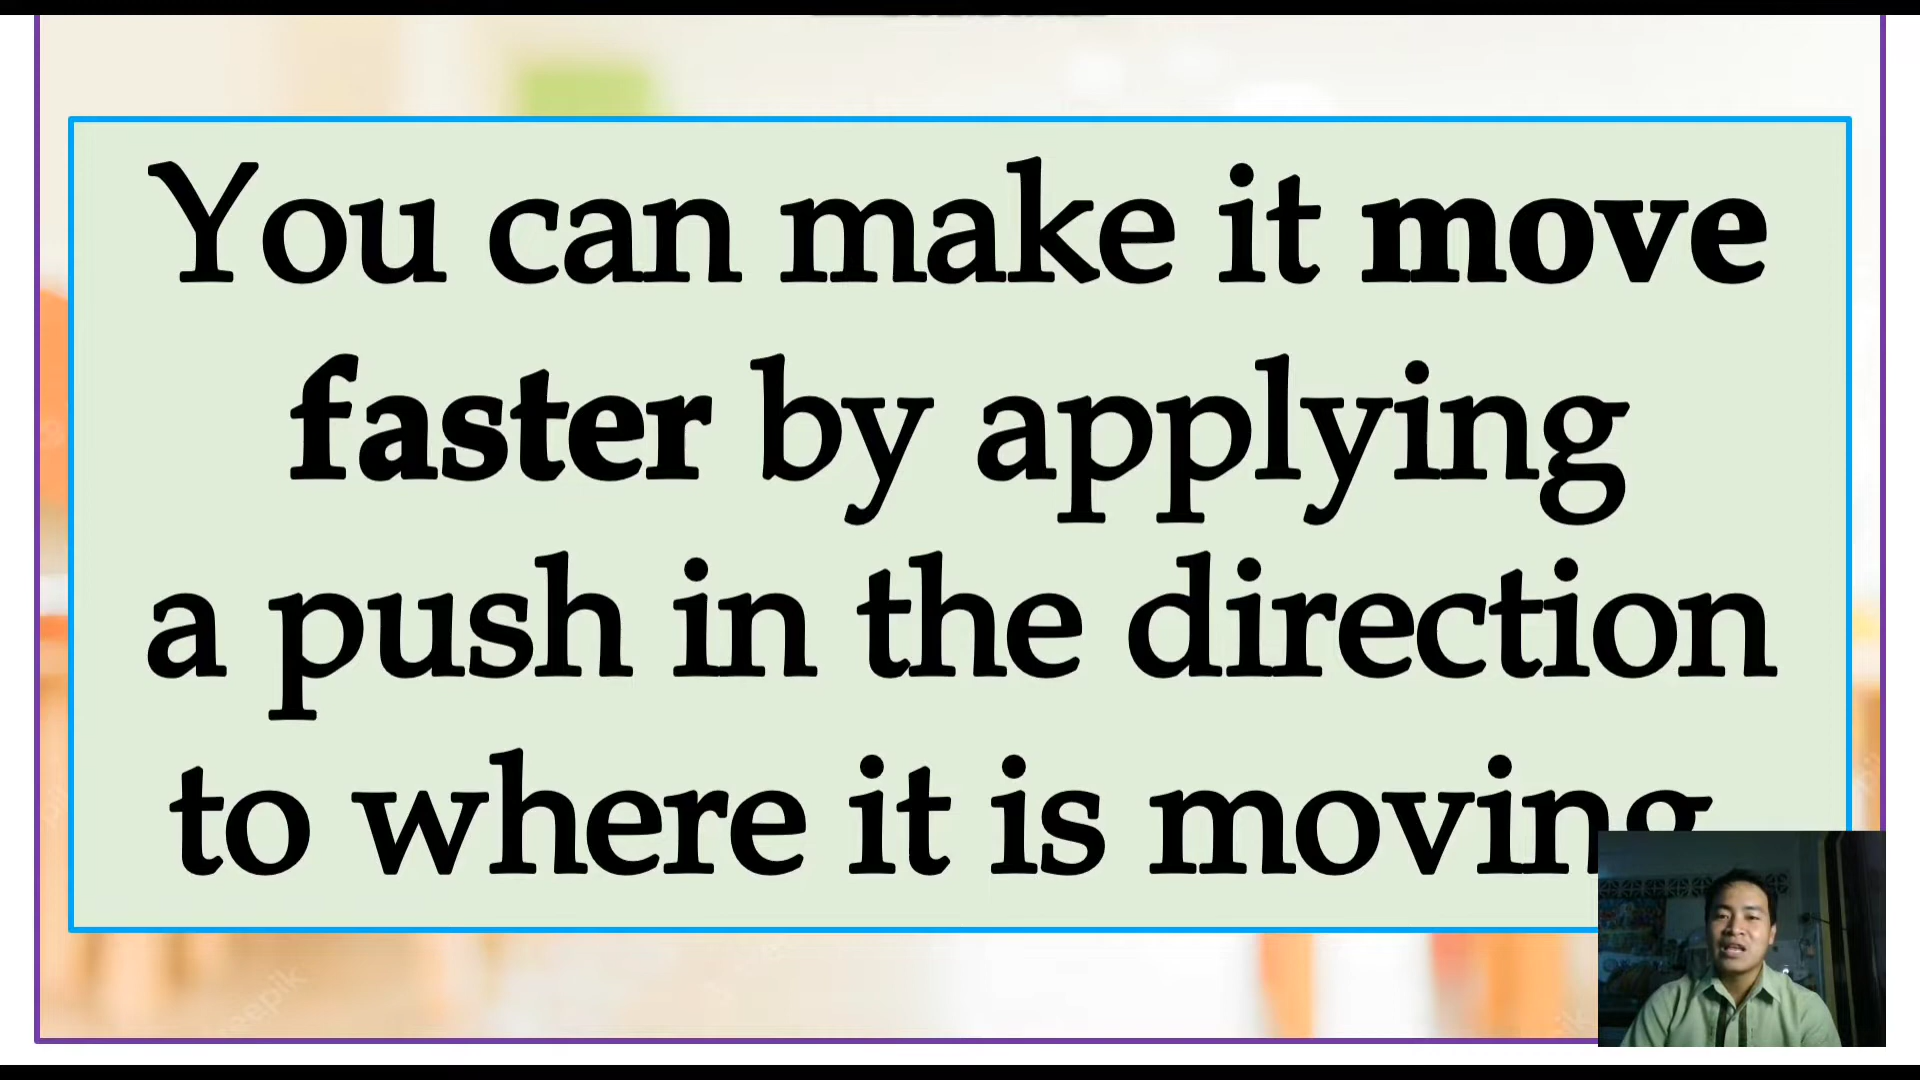 You can make it move
faster by applying
a push in the direction
to where it is moving